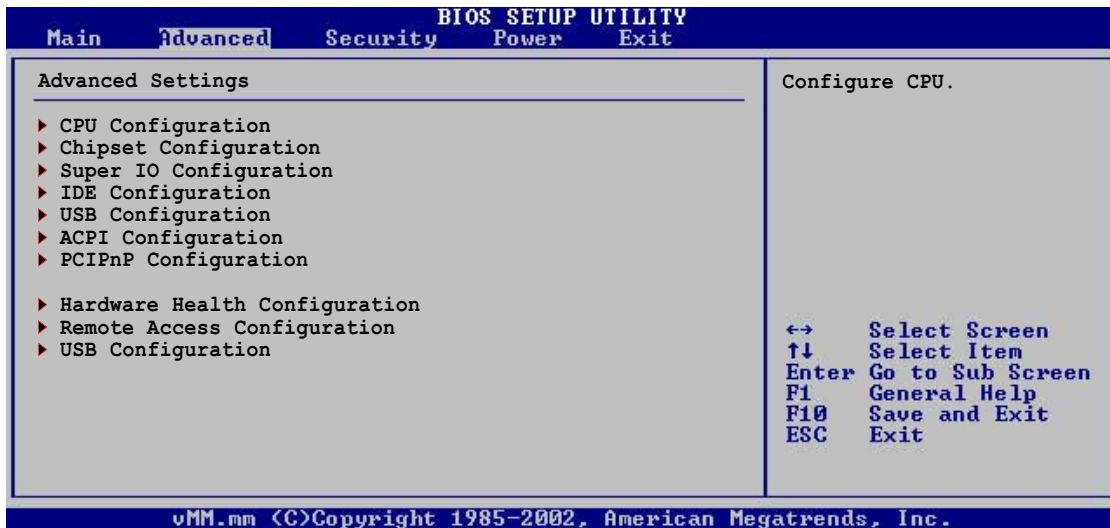 BIOS SETUP UTILITY
Main Advanced Security Power Exit
Advanced Settings
CPU Configuration
Chipset Configuration
Super IO Configuration
IDE Configuration
USB Configuration
ACPI Configuration
PCIPnP Configuration
Hardware Health Configuration
Remote Access Configuration
USB Configuration
Configure CPU.
←→ Select Screen
↑↓ Select Item
Enter Go to Sub Screen
F1 General Help
F10 Save and Exit
ESC Exit
vMM.mm (C)Copyright 1985-2002, American Megatrends, Inc.